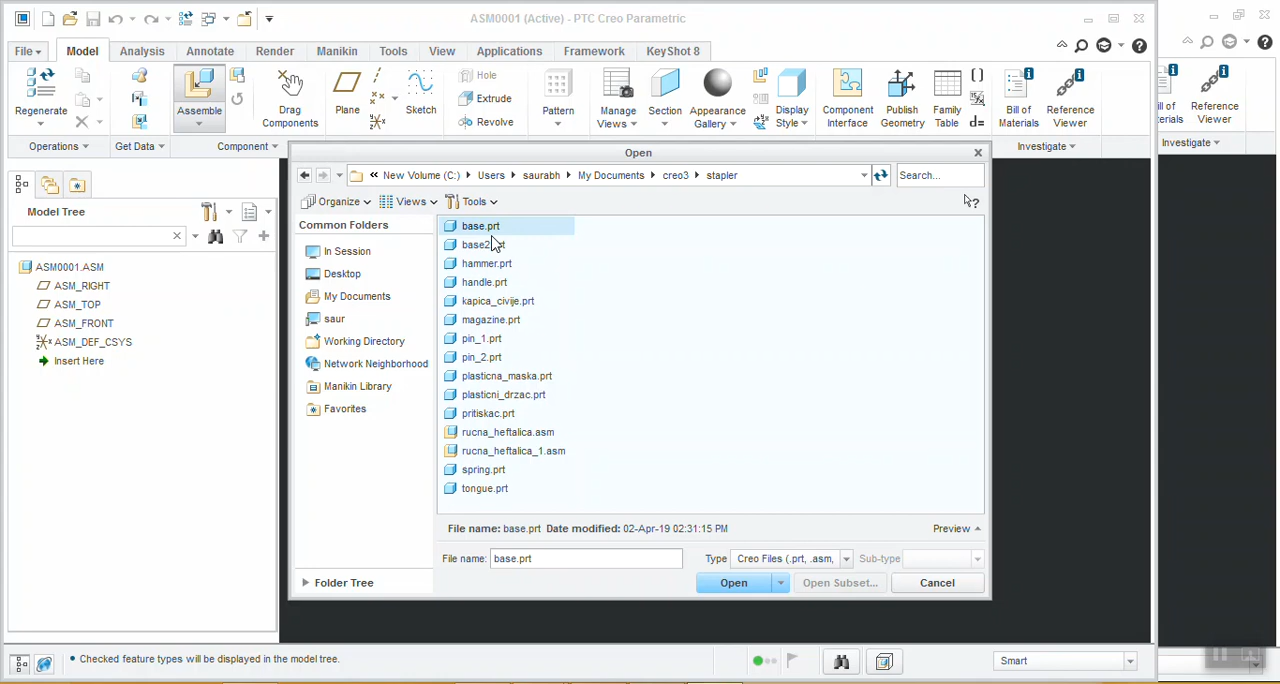 ASM0001 (Active) - PTC Creo Parametric
File Model Analysis Annotate Render Manikin Tools View Applications Framework KeyShot 8
Hole
Extrude
Revolve
Regenerate
Assemble
Drag
Components
Plane
Sketch
Pattern
Manage
Views
Section
Appearance
Gallery
Display
Style
Component
Interface
Publish
Geometry
Family
Table
Bill of
Materials
Reference
Viewer
Reference
Viewer
Operations Get Data Component Investigate Investigate
Open
« New Volume (C:) Users saurabh My Documents creo3 stapler Search...
Organize Views Tools
Model Tree
Common Folders
In Session
Desktop
My Documents
saur
Working Directory
Network Neighborhood
Manikin Library
Favorites
Folder Tree
ASM0001.ASM
ASM_RIGHT
ASM_TOP
ASM_FRONT
ASM_DEF_CSYS
Insert Here
base.prt
hammer.prt
handle.prt
kapica_civije.prt
magazine.prt
pin_1.prt
pin_2.prt
plasticna_maska.prt
plasticni_drzac.prt
pritiskac.prt
rucna_heftalica.asm
rucna_heftalica_1.asm
spring.prt
tongue.prt
File name: base.prt Date modified: 02-Apr-19 02:31:15 PM Preview
File name: base.prt Type Creo Files (.prt, .asm, Sub-type
Open Open Subset... Cancel
• Checked feature types will be displayed in the model tree.
Smart